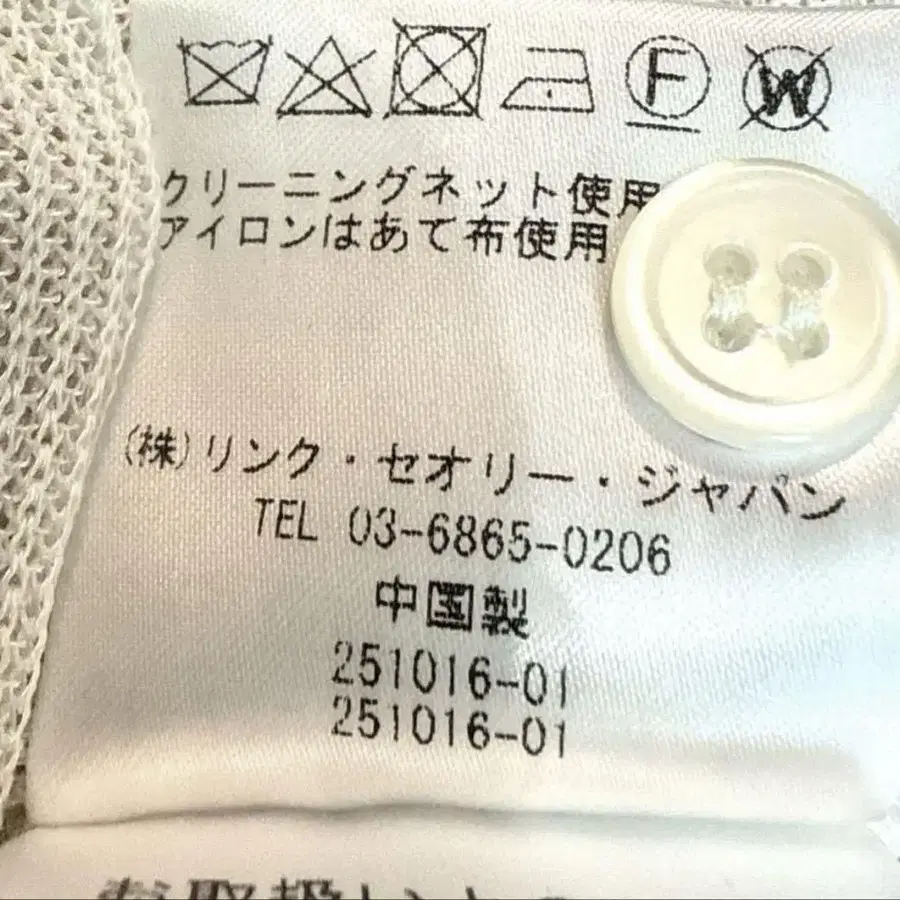 F W
クリーニングネット使用
アイロンはあて布使用
(株)リンク・セオリー・ジャパン
TEL 03-6865-0206
中国製
251016-01
251016-01